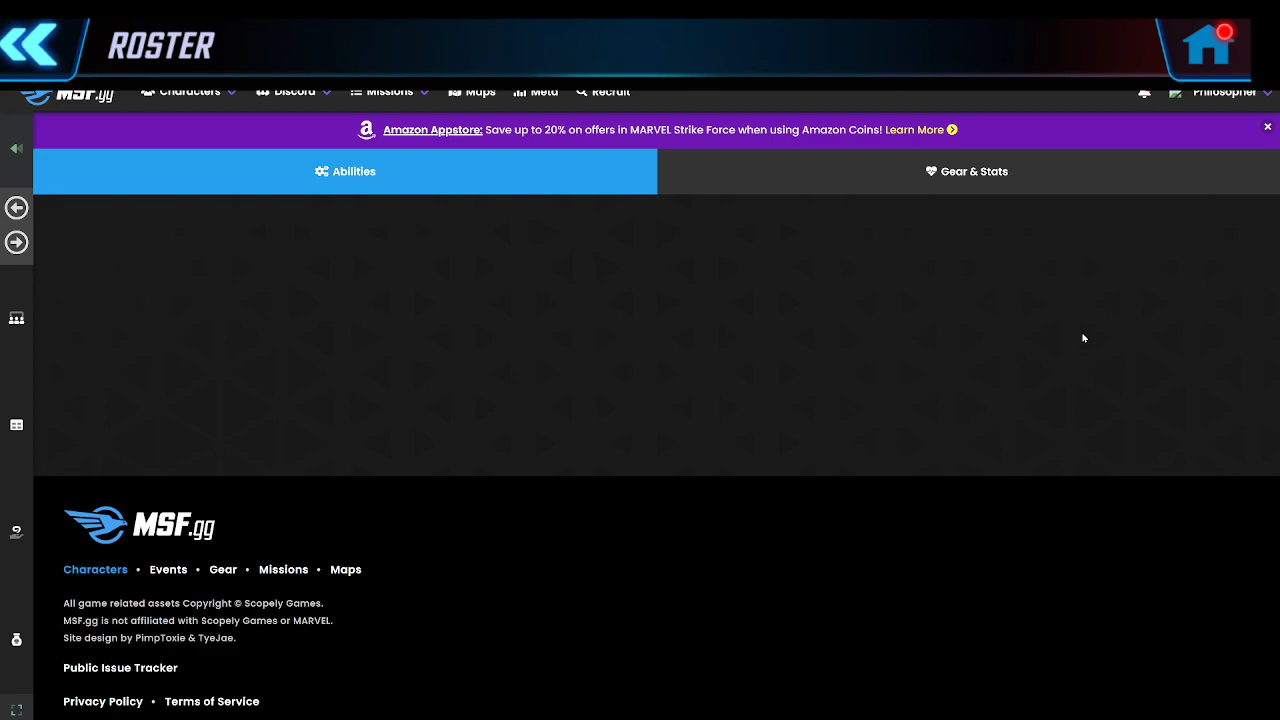 ROSTER
MSF.gg Characters Discord Missions Maps Meta Recruit Philosopher
Amazon Appstore: Save up to 20% on offers in MARVEL Strike Force when using Amazon Coins! Learn More
Abilities Gear & Stats
MSF.gg
Characters • Events • Gear • Missions • Maps
All game related assets Copyright © Scopely Games.
MSF.gg is not affiliated with Scopely Games or MARVEL.
Site design by PimpToxie & TyeJae.
Public Issue Tracker
Privacy Policy • Terms of Service